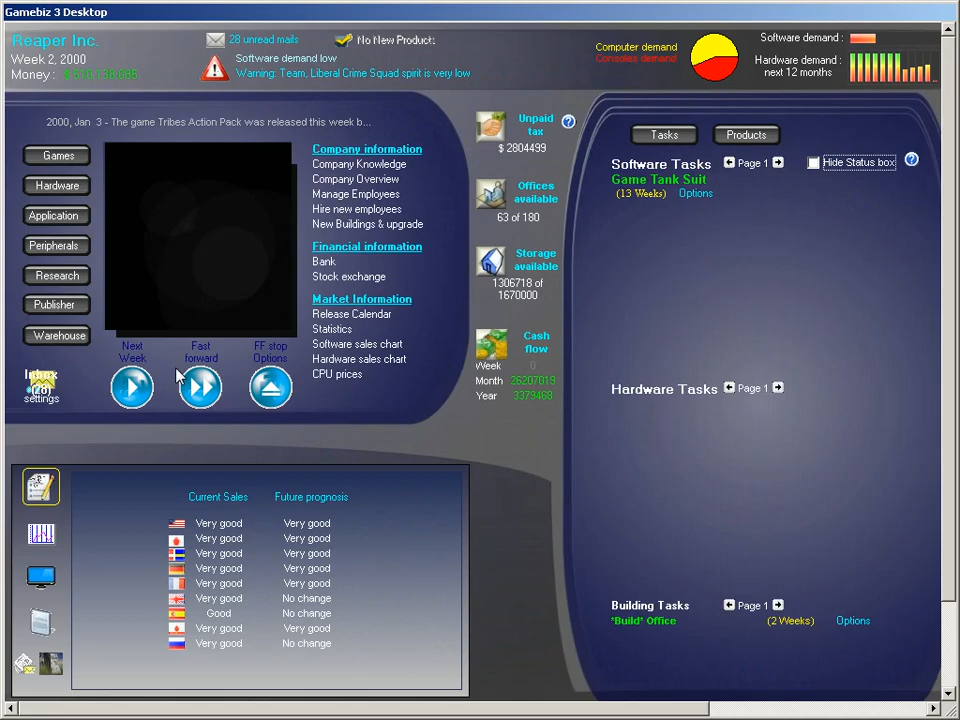 Gamebiz 3 Desktop
Reaper Inc.
Week 2, 2000
Money :
28 unread mails
No New Products
Software demand low
Warning: Team, Liberal Crime Squad spirit is very low
Computer demand
Consoles demand
Software demand :
Hardware demand :
next 12 months
2000, Jan 3 - The game Tribes Action Pack was released this week b...
Games
Hardware
Application
Peripherals
Research
Publisher
Warehouse
Inbox
(28)
settings
Next
Week
Fast
forward
FF stop
Options
Company information
Company Knowledge
Company Overview
Manage Employees
Hire new employees
New Buildings & upgrade
Financial information
Bank
Stock exchange
Market Information
Release Calendar
Statistics
Software sales chart
Hardware sales chart
CPU prices
Unpaid
tax
$ 2804499
Offices
available
63 of 180
Storage
available
1306718 of
1670000
Cash
flow
Week 0
Month 26207019
Year 3379468
Tasks
Products
Software Tasks
Page 1
Hide Status box
Game Tank Suit
(13 Weeks) Options
Hardware Tasks
Page 1
Building Tasks
Page 1
*Build* Office
(2 Weeks)
Options
Current Sales Future prognosis
Very good Very good
Very good Very good
Very good Very good
Very good Very good
Very good Very good
Very good No change
Good No change
Very good Very good
Very good No change